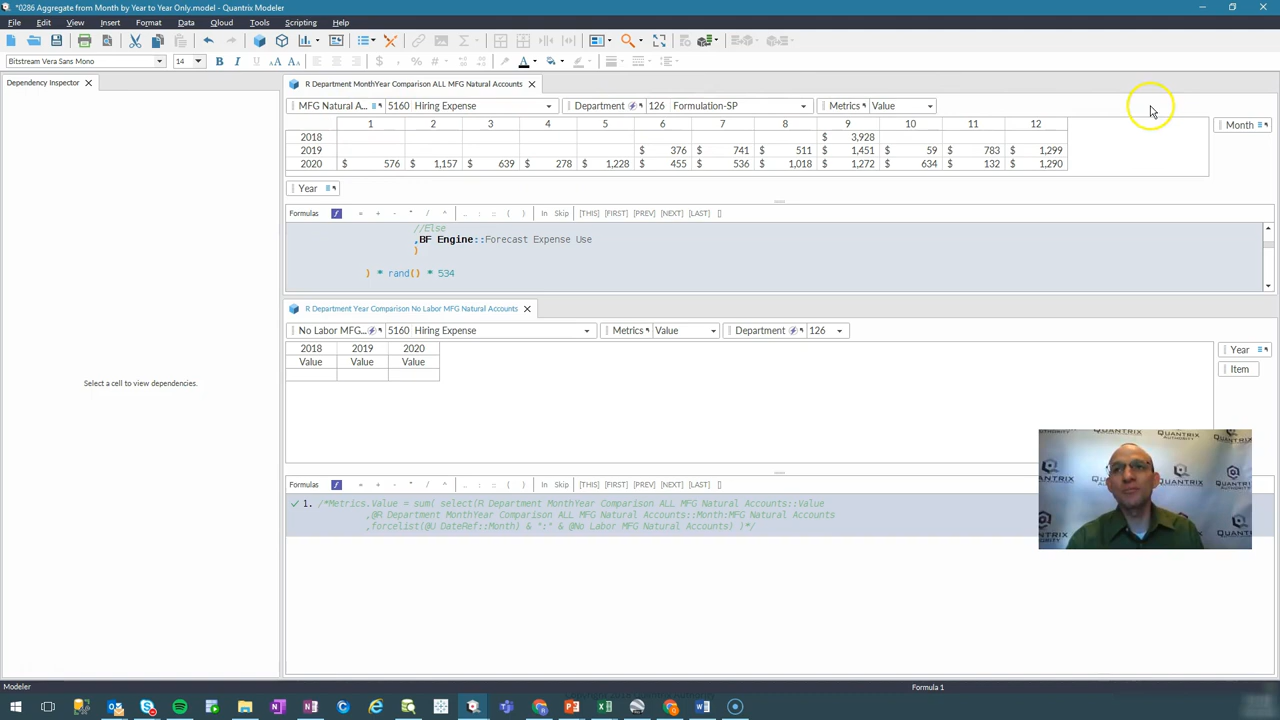 *0286 Aggregate from Month by Year to Year Only.model - Quantrix Modeler
File Edit View Insert Format Data Qloud Tools Scripting Help
Bitstream Vera Sans Mono 14 B I U $ %
Dependency Inspector
R Department MonthYear Comparison ALL MFG Natural Accounts
MFG Natural A... 5160 Hiring Expense Department 126 Formulation-SP Metrics Value
Month
1 2 3 4 5 6 7 8 9 10 11 12
2018 $ 3,928
2019 $ 376 $ 741 $ 511 $ 1,451 $ 59 $ 783 $ 1,299
2020 $ 576 $ 1,157 $ 639 $ 278 $ 1,228 $ 455 $ 536 $ 1,018 $ 1,272 $ 634 $ 132 $ 1,290
Year
Formulas f = + - * / ^ .. : :: ( ) In Skip [THIS] [FIRST] [PREV] [NEXT] [LAST] []
//Else
,BF Engine::Forecast Expense Use
)
) * rand() * 534
R Department Year Comparison No Labor MFG Natural Accounts
No Labor MFG... 5160 Hiring Expense Metrics Value Department 126
2018 2019 2020
Value Value Value
Year
Item
Select a cell to view dependencies.
QUANTRIX AUTHORITY
Formulas f = + - * / ^ .. : :: ( ) In Skip [THIS] [FIRST] [PREV] [NEXT] [LAST] []
1. /*Metrics.Value = sum( select(R Department MonthYear Comparison ALL MFG Natural Accounts::Value
,@R Department MonthYear Comparison ALL MFG Natural Accounts::Month:MFG Natural Accounts
,forcelist(@U DateRef::Month) & ":" & @No Labor MFG Natural Accounts) )*/
Modeler Formula 1